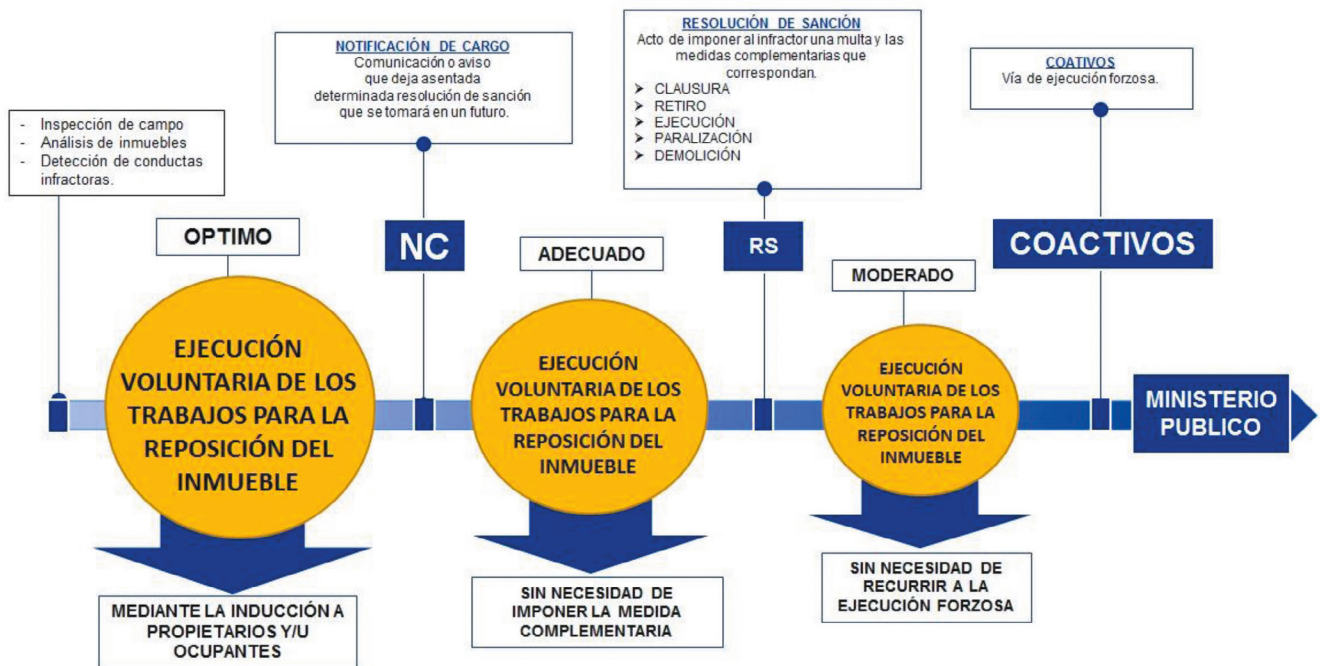 NOTIFICACIÓN DE CARGO
Comunicación o aviso
que deja asentada
determinada resolución de sanción
que se tomará en un futuro.
RESOLUCIÓN DE SANCIÓN
Acto de imponer al infractor una multa y las
medidas complementarias que
correspondan.
➤ CLAUSURA
➤ RETIRO
➤ EJECUCIÓN
➤ PARALIZACIÓN
➤ DEMOLICIÓN
COATIVOS
Vía de ejecución forzosa.
- Inspección de campo
- Análisis de inmuebles
- Detección de conductas
infractoras.
OPTIMO
NC
ADECUADO
RS
MODERADO
COACTIVOS
EJECUCIÓN
VOLUNTARIA DE LOS
TRABAJOS PARA LA
REPOSICIÓN DEL
INMUEBLE
EJECUCIÓN
VOLUNTARIA DE LOS
TRABAJOS PARA LA
REPOSICIÓN DEL
INMUEBLE
EJECUCIÓN
VOLUNTARIA DE LOS
TRABAJOS PARA LA
REPOSICIÓN DEL
INMUEBLE
MINISTERIO
PUBLICO
MEDIANTE LA INDUCCIÓN A
PROPIETARIOS Y/U
OCUPANTES
SIN NECESIDAD DE
IMPONER LA MEDIDA
COMPLEMENTARIA
SIN NECESIDAD DE
RECURRIR A LA
EJECUCIÓN FORZOSA